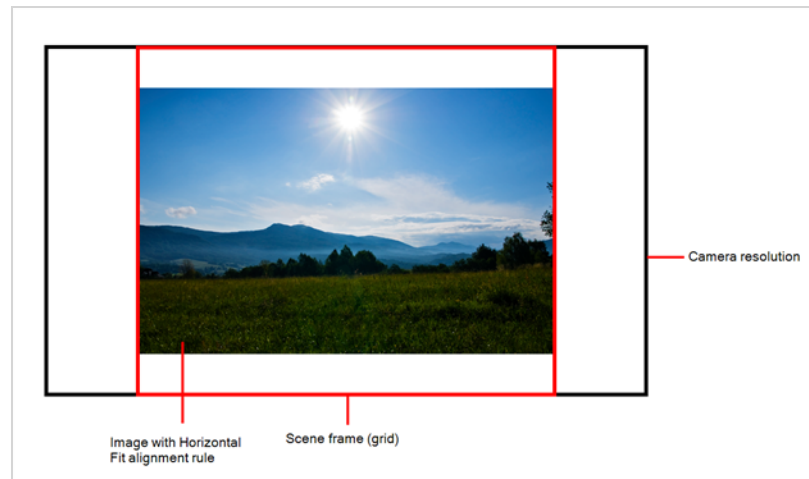 Camera resolution
Scene frame (grid)
Image with Horizontal
Fit alignment rule